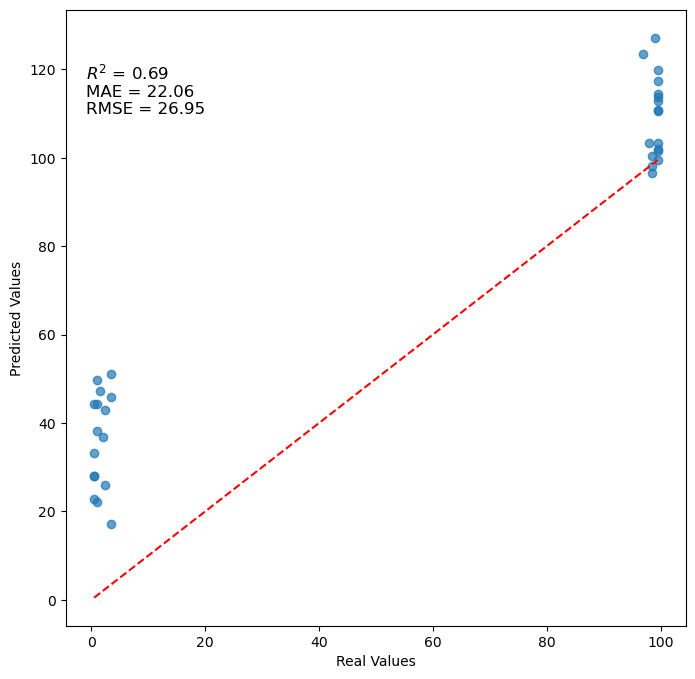 R² = 0.69
MAE = 22.06
RMSE = 26.95
120
100
80
60
40
20
0
Predicted Values
0 20 40 60 80 100
Real Values